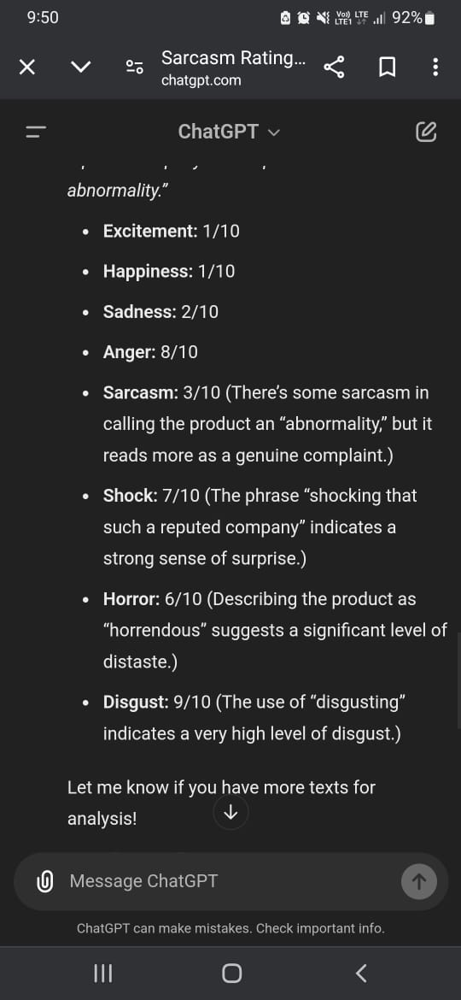 9:50
Vo)) LTE
LTE1
92%
Sarcasm Rating...
chatgpt.com
ChatGPT
abnormality.”
• Excitement: 1/10
• Happiness: 1/10
• Sadness: 2/10
• Anger: 8/10
• Sarcasm: 3/10 (There’s some sarcasm in
calling the product an “abnormality,” but it
reads more as a genuine complaint.)
• Shock: 7/10 (The phrase “shocking that
such a reputed company” indicates a
strong sense of surprise.)
• Horror: 6/10 (Describing the product as
“horrendous” suggests a significant level of
distaste.)
• Disgust: 9/10 (The use of “disgusting”
indicates a very high level of disgust.)
Let me know if you have more texts for
analysis!
Message ChatGPT
ChatGPT can make mistakes. Check important info.